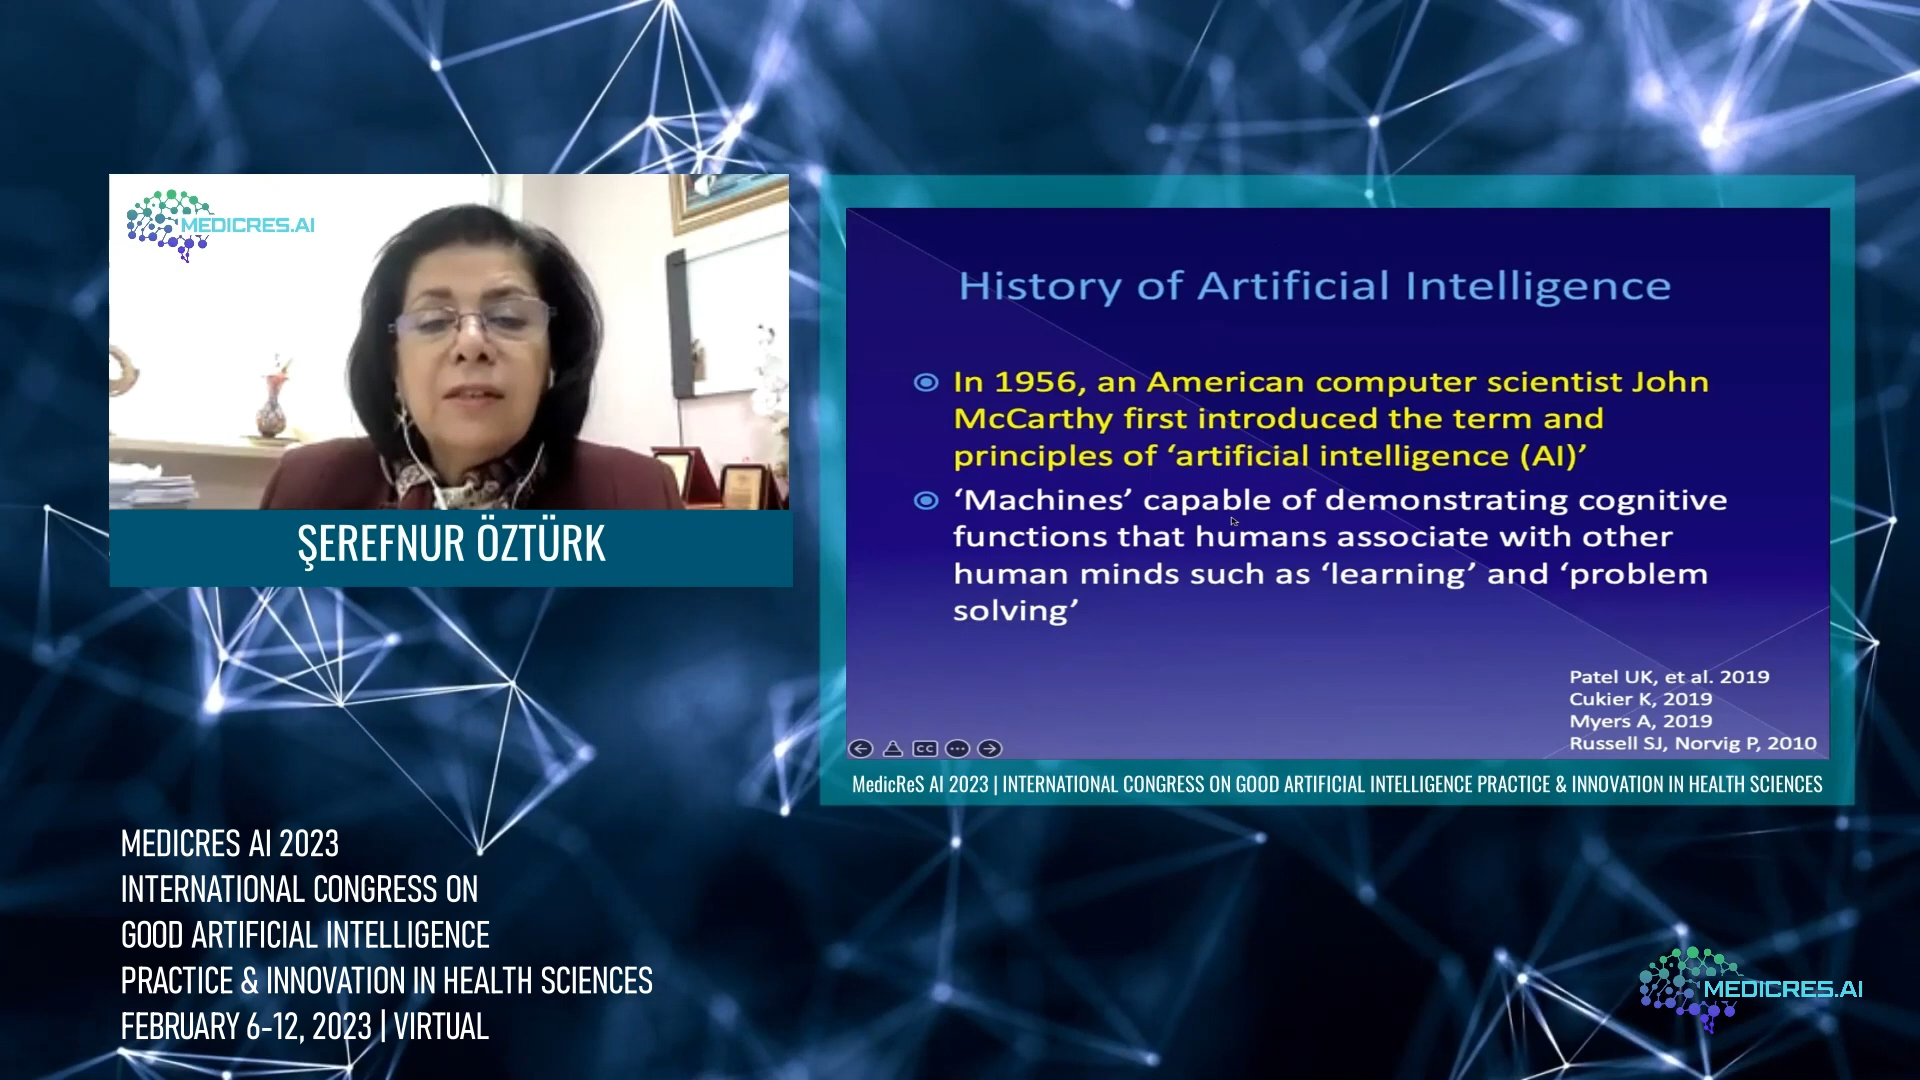 MEDICRES.AI
ŞEREFNUR ÖZTÜRK
History of Artificial Intelligence
In 1956, an American computer scientist John
McCarthy first introduced the term and
principles of ‘artificial intelligence (AI)’
‘Machines’ capable of demonstrating cognitive
functions that humans associate with other
human minds such as ‘learning’ and ‘problem
solving’
Patel UK, et al. 2019
Cukier K, 2019
Myers A, 2019
Russell SJ, Norvig P, 2010
CC
MedicReS AI 2023 | INTERNATIONAL CONGRESS ON GOOD ARTIFICIAL INTELLIGENCE PRACTICE & INNOVATION IN HEALTH SCIENCES
MEDICRES AI 2023
INTERNATIONAL CONGRESS ON
GOOD ARTIFICIAL INTELLIGENCE
PRACTICE & INNOVATION IN HEALTH SCIENCES
FEBRUARY 6-12, 2023 | VIRTUAL
MEDICRES.AI